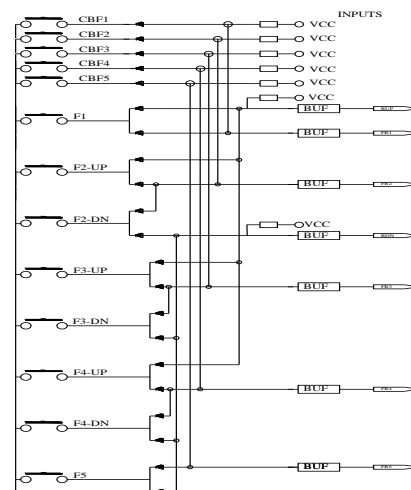 INPUTS
CBF1
VCC
CBF2
VCC
CBF3
VCC
CBF4
VCC
CBF5
VCC
VCC
BUF
F1
BUF
F2-UP
BUF
F2-DN
VCC
BUF
F3-UP
BUF
F3-DN
F4-UP
BUF
F4-DN
F5
BUF